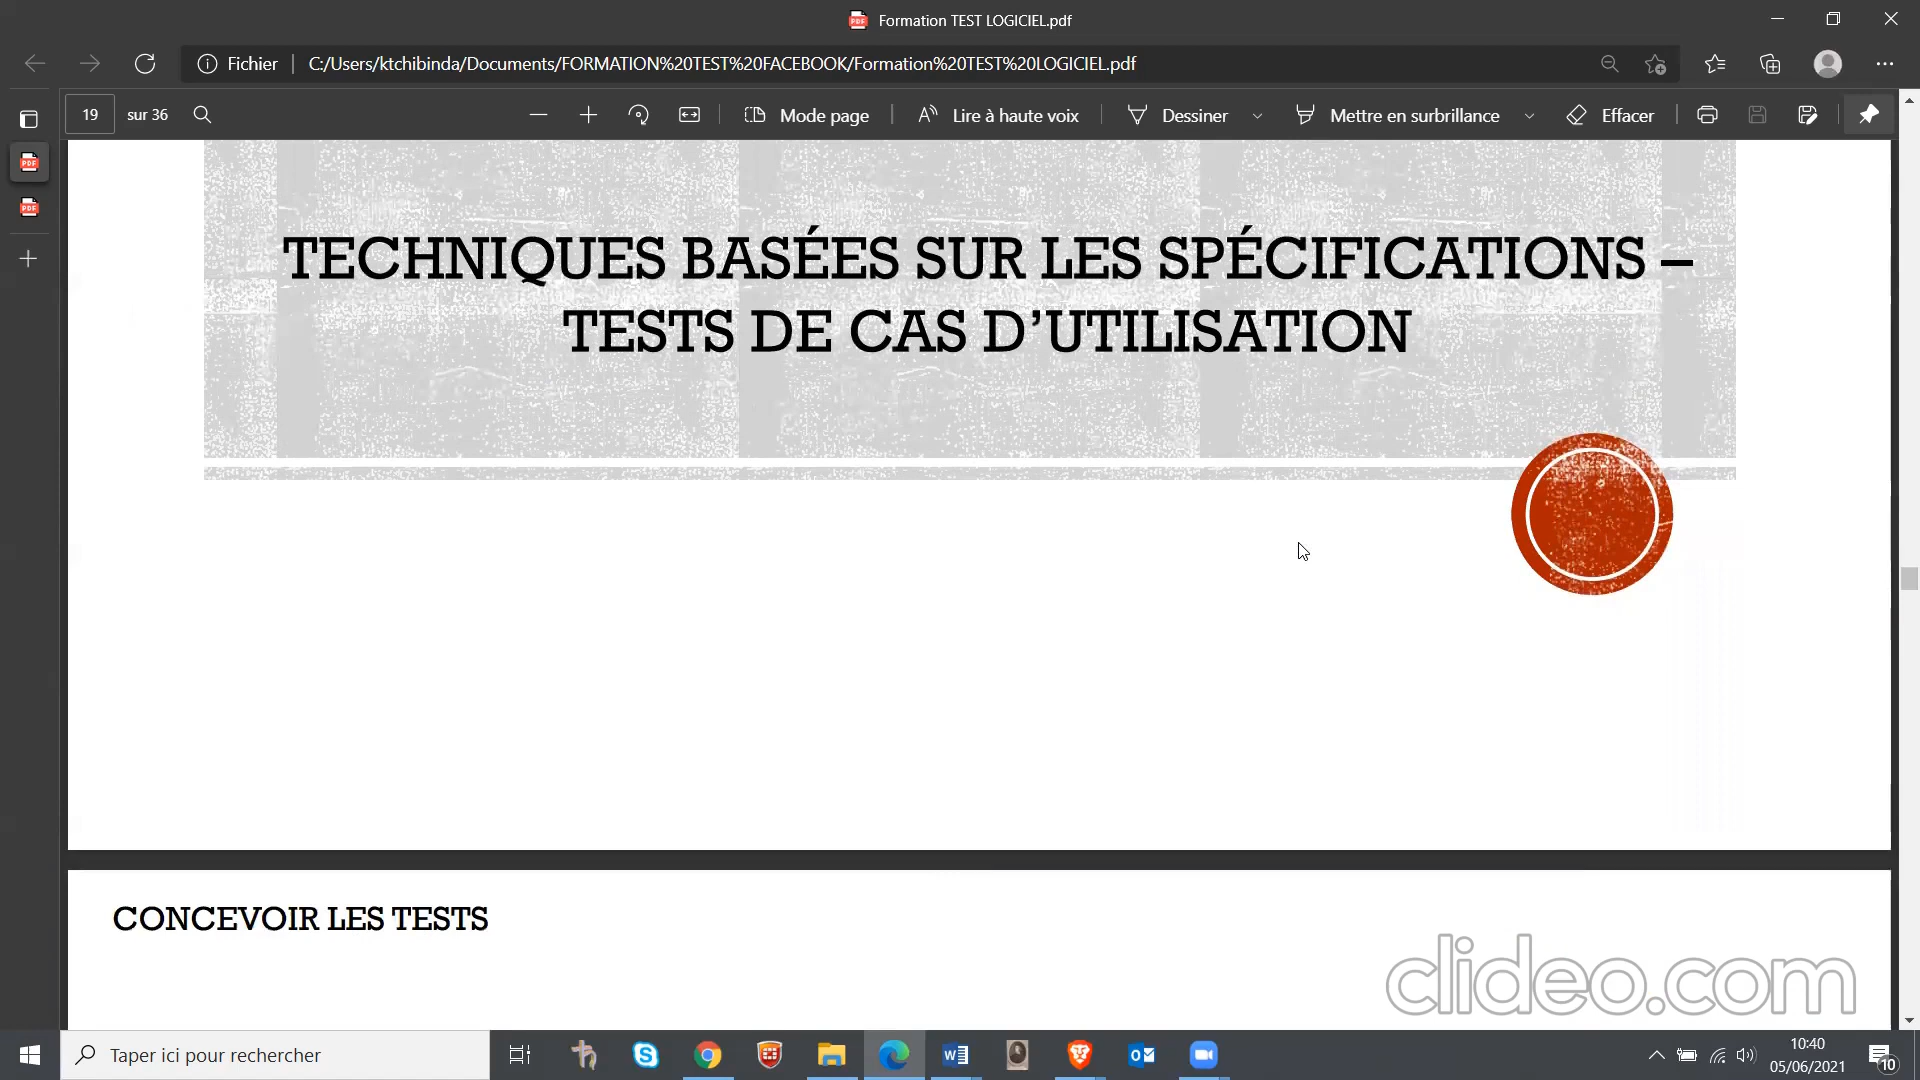 Formation TEST LOGICIEL.pdf
Fichier C:/Users/ktchibinda/Documents/FORMATION%20TEST%20FACEBOOK/Formation%20TEST%20LOGICIEL.pdf
19 sur 36 Mode page Lire à haute voix Dessiner Mettre en surbrillance Effacer
PDF
PDF
TECHNIQUES BASÉES SUR LES SPÉCIFICATIONS –
TESTS DE CAS D’UTILISATION
CONCEVOIR LES TESTS
clideo.com
Taper ici pour rechercher
10:40
05/06/2021
10